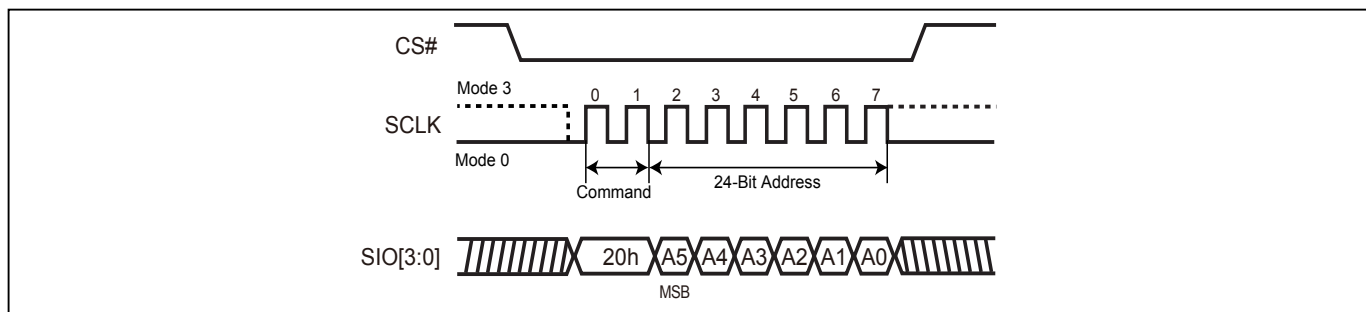 CS#
Mode 3
0 1 2 3 4 5 6 7
SCLK
Mode 0
Command
24-Bit Address
SIO[3:0]
20h A5 A4 A3 A2 A1 A0
MSB